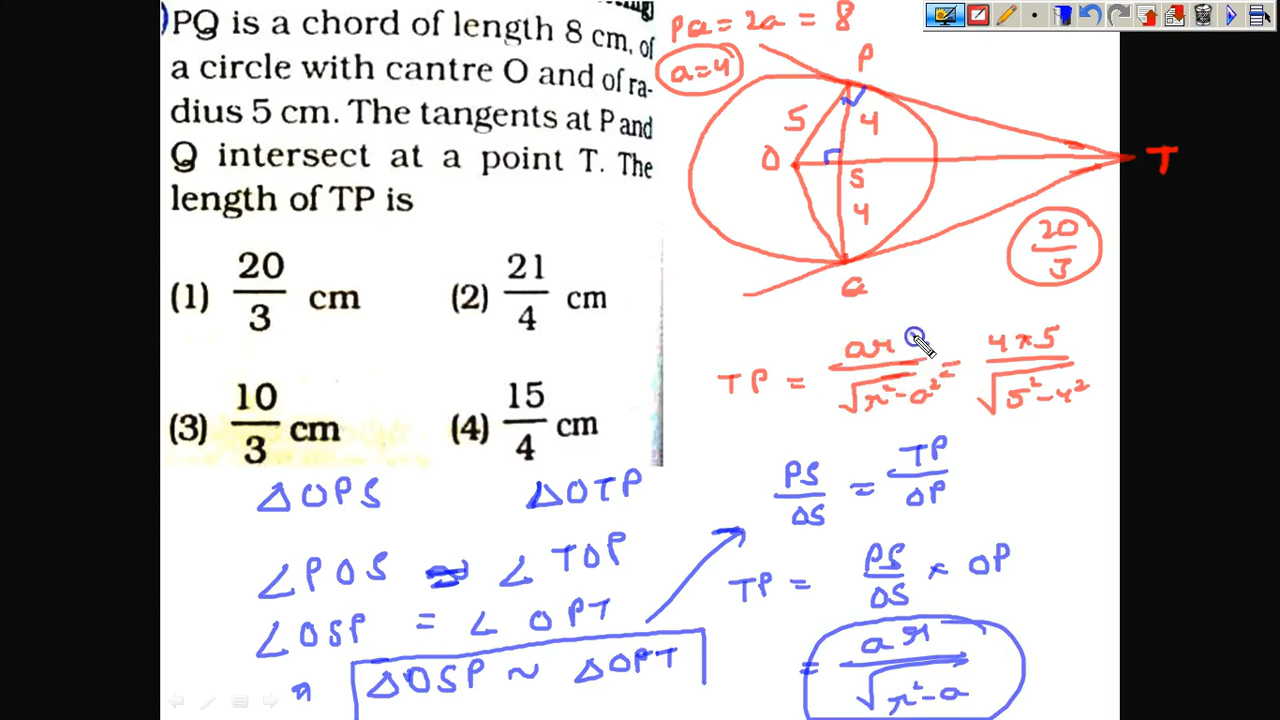 PQ is a chord of length 8 cm, of
a circle with cantre O and of ra-
dius 5 cm. The tangents at P and
Q intersect at a point T. The
length of TP is
(1) 20/3 cm (2) 21/4 cm
(3) 10/3 cm (4) 15/4 cm
PQ = 2a = 8
a = 4
P
5 4
O S T
4
Q
20/3
TP = ar/√r²-a² = 4×5/√5²-4²
△OPS △OTP
∠POS = ∠TOP
∠OSP = ∠OPT
△OSP ~ △OPT
PS/OS = TP/OP
TP = PS/OS × OP
= ar/√r²-a